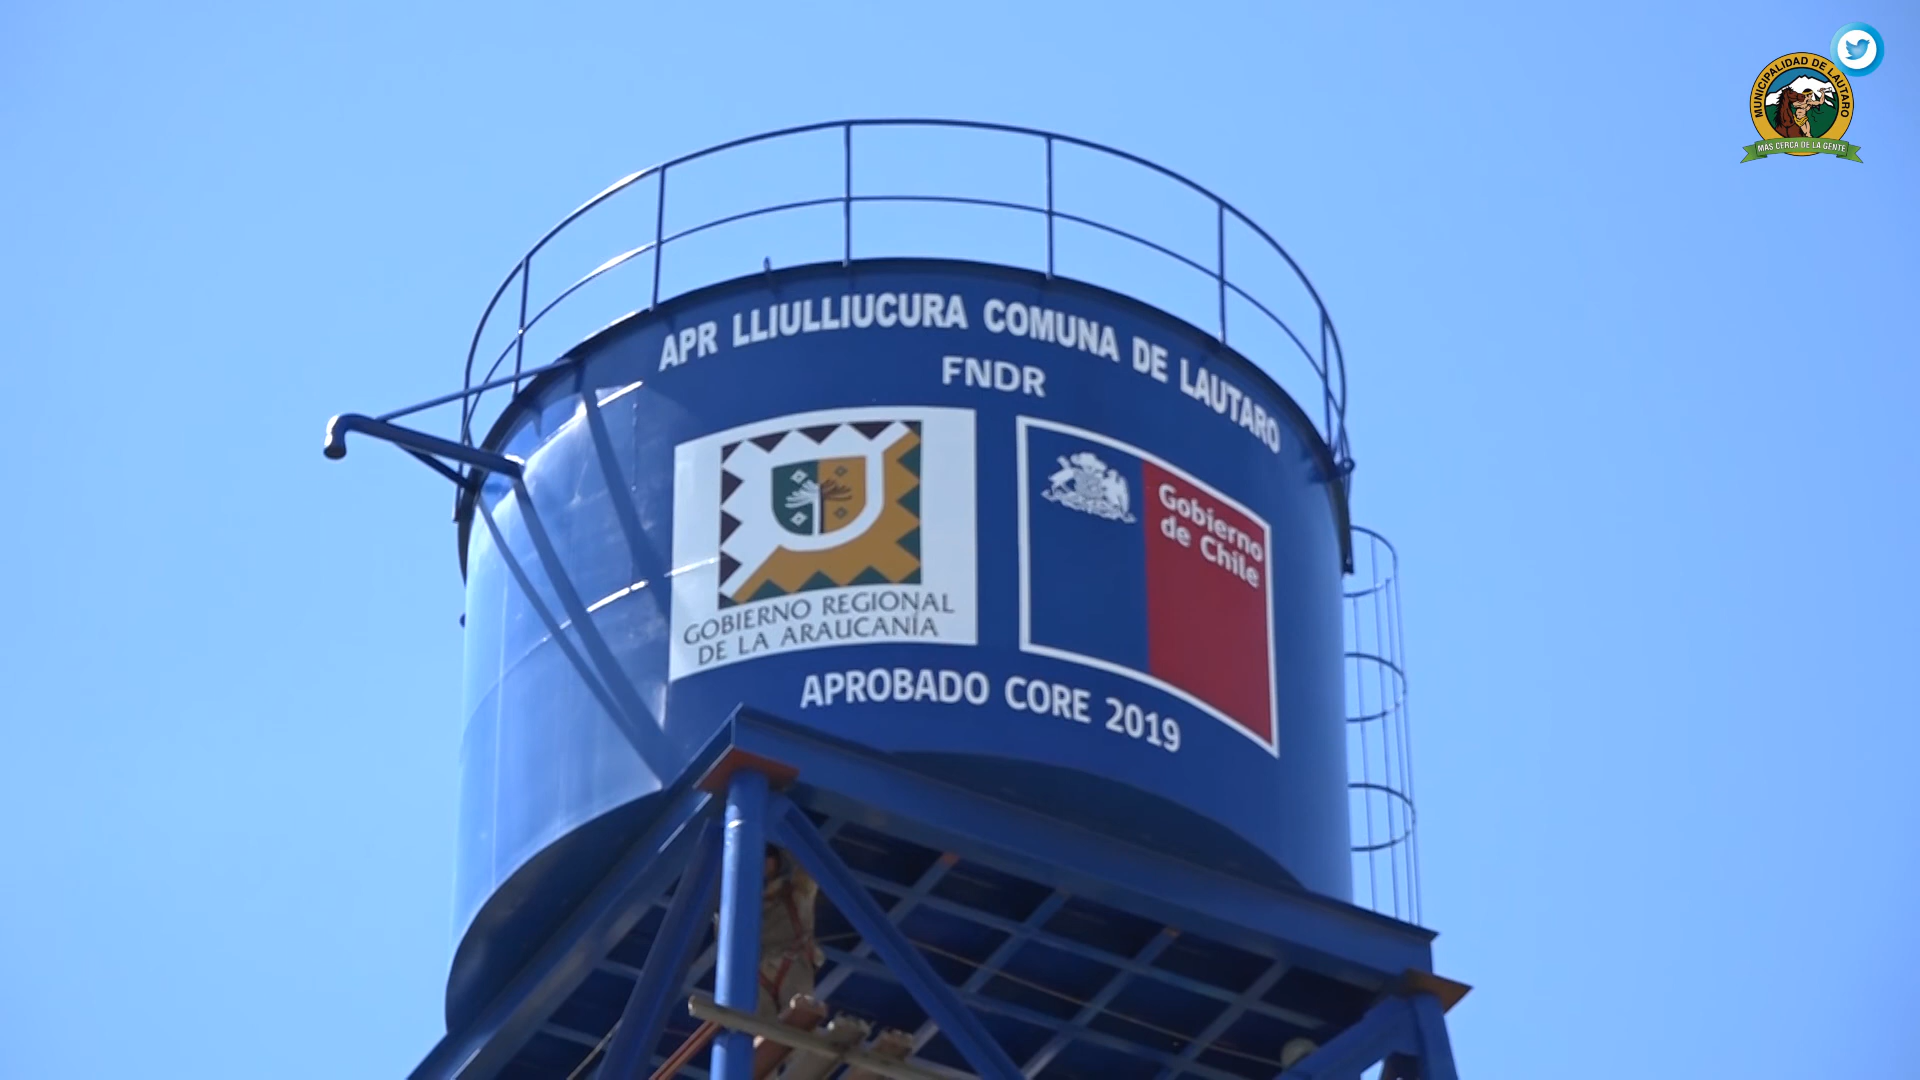 MUNICIPALIDAD DE LAUTARO
MAS CERCA DE LA GENTE
APR LLIULLIUCURA COMUNA DE LAUTARO
FNDR
GOBIERNO REGIONAL
DE LA ARAUCANÍA
Gobierno
de Chile
APROBADO CORE 2019